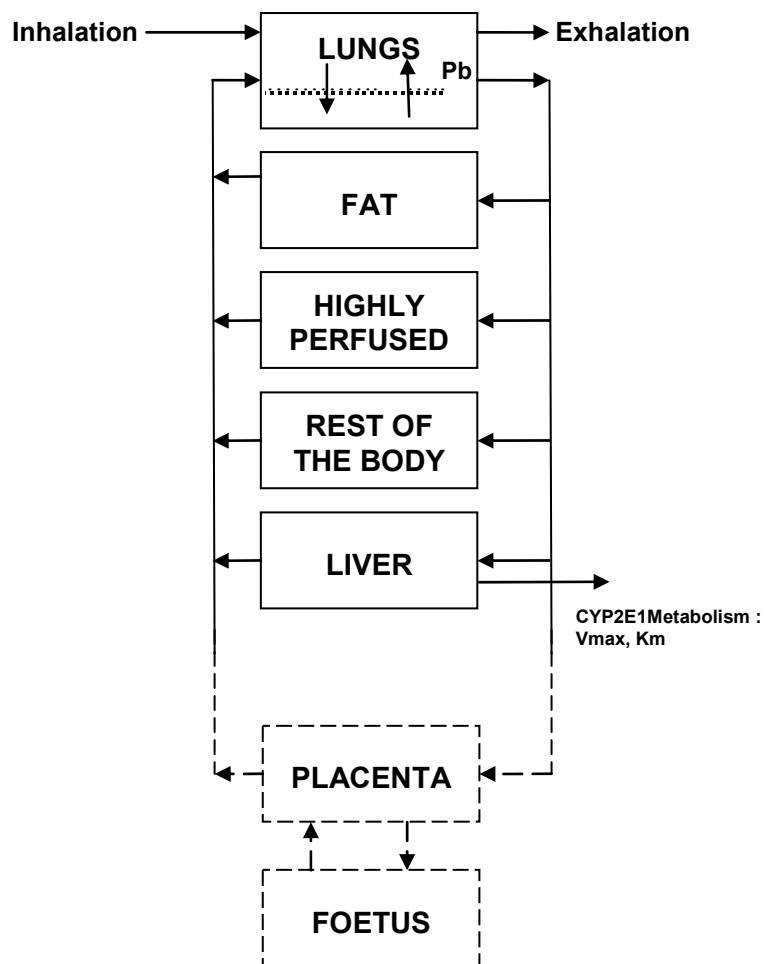 Inhalation
LUNGS
Exhalation
Pb
FAT
HIGHLY
PERFUSED
REST OF
THE BODY
LIVER
CYP2E1Metabolism :
Vmax, Km
PLACENTA
FOETUS